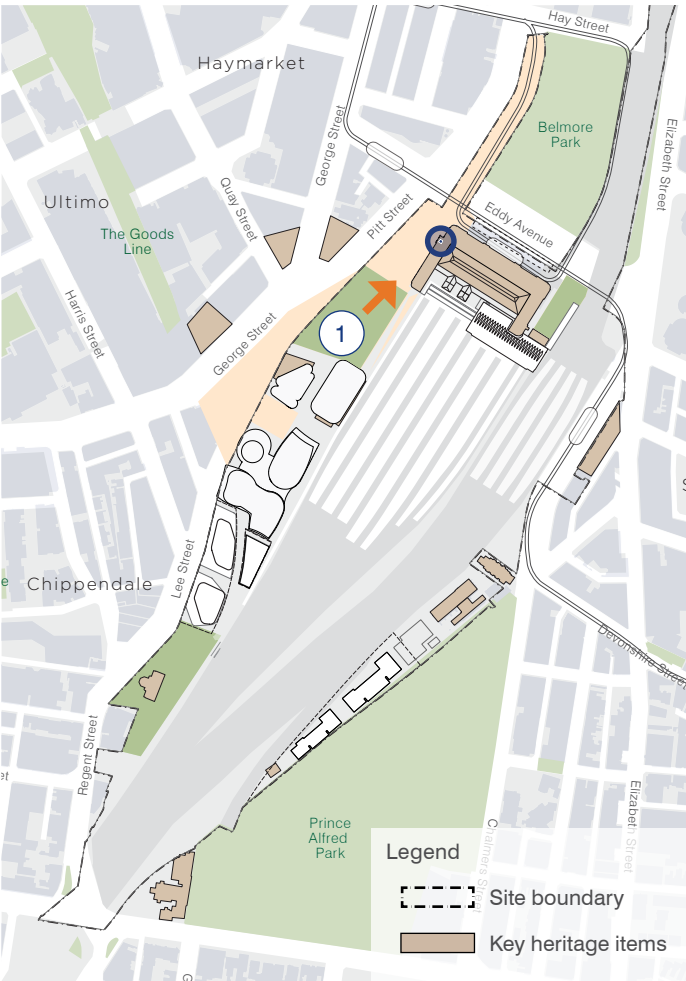 Hay Street
Haymarket
Belmore
Park
Elizabeth Street
George Street
Quay Street
Pitt Street
Ultimo
Eddy Avenue
The Goods
Line
Harris Street
George Street
1
Lee Street
Chippendale
Devonshire Street
Regent Street
Prince
Alfred
Park
Chalmers Street
Elizabeth Street
Legend
Site boundary
Key heritage items